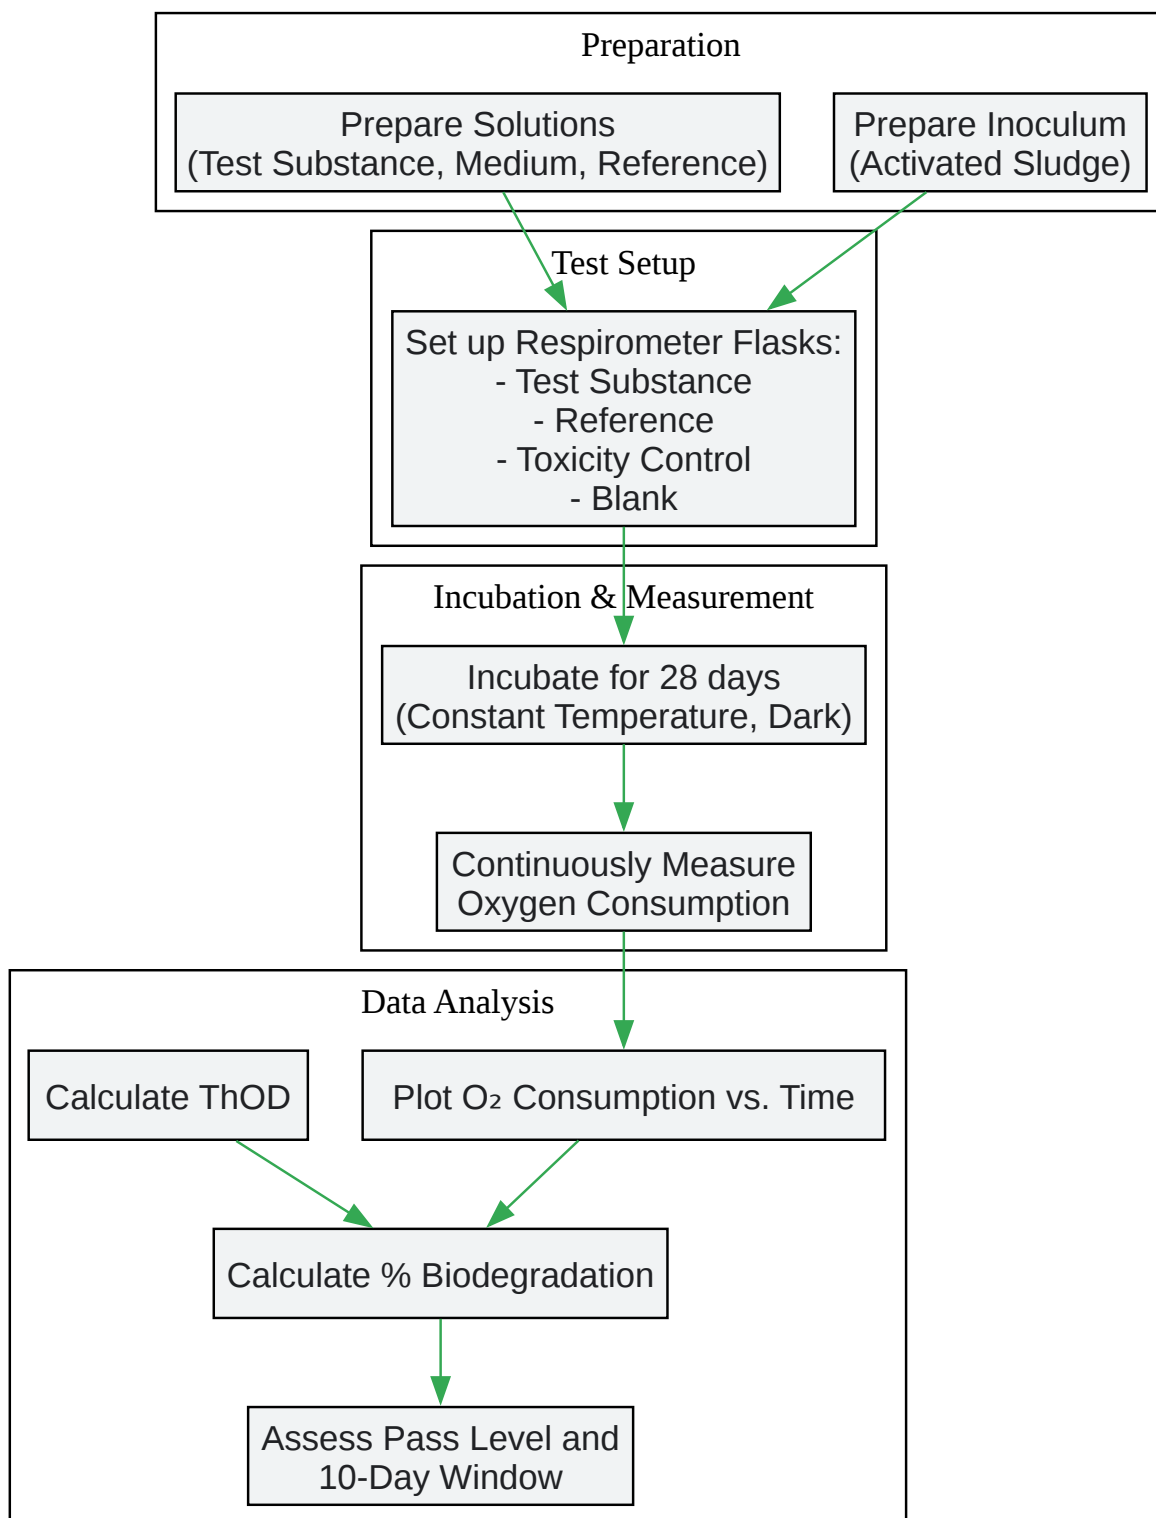 Preparation
Prepare Solutions
(Test Substance, Medium, Reference)
Prepare Inoculum
(Activated Sludge)
Test Setup
Set up Respirometer Flasks:
- Test Substance
- Reference
- Toxicity Control
- Blank
Incubation & Measurement
Incubate for 28 days
(Constant Temperature, Dark)
Continuously Measure
Oxygen Consumption
Data Analysis
Calculate ThOD
Plot O₂ Consumption vs. Time
Calculate % Biodegradation
Assess Pass Level and
10-Day Window